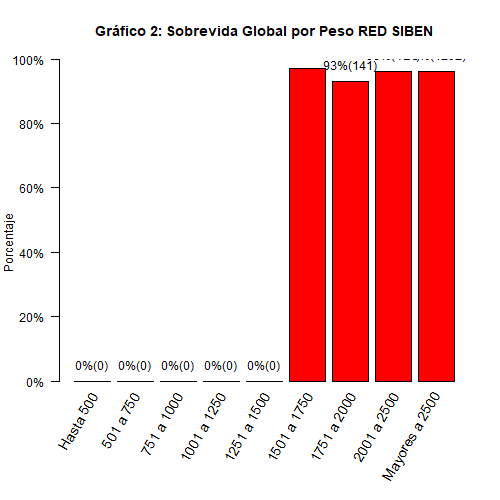 Gráfico 2: Sobrevida Global por Peso RED SIBEN
Porcentaje
100%
80%
60%
40%
20%
0%
0%(0)
0%(0)
0%(0)
0%(0)
0%(0)
93%(141)
Hasta 500
501 a 750
751 a 1000
1001 a 1250
1251 a 1500
1501 a 1750
1751 a 2000
2001 a 2500
Mayores a 2500